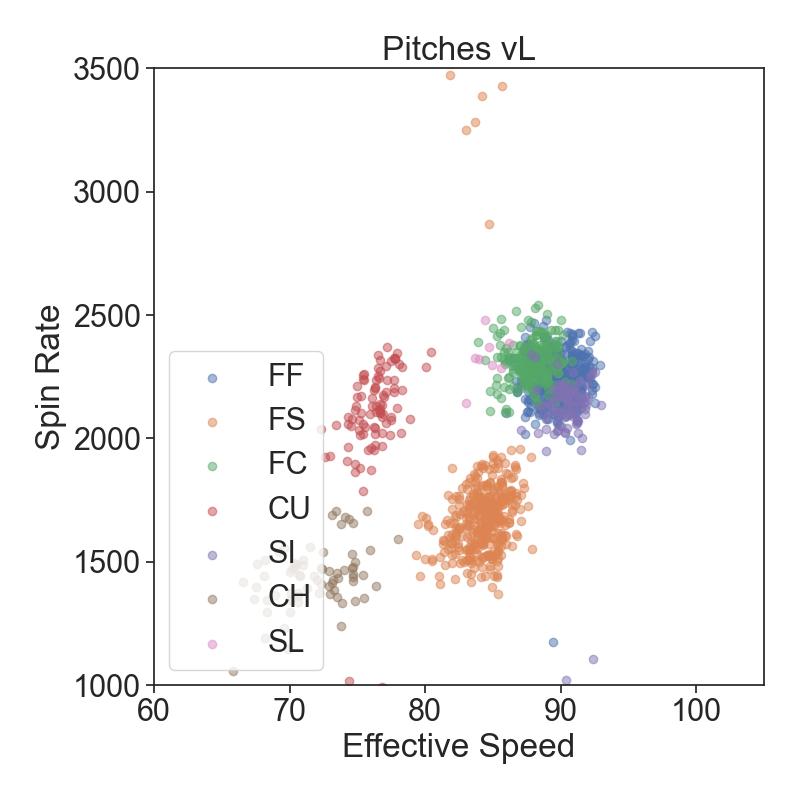 Pitches vL
3500
3000
2500
2000
1500
1000
Spin Rate
FF
FS
FC
CU
SI
CH
SL
60 70 80 90 100
Effective Speed